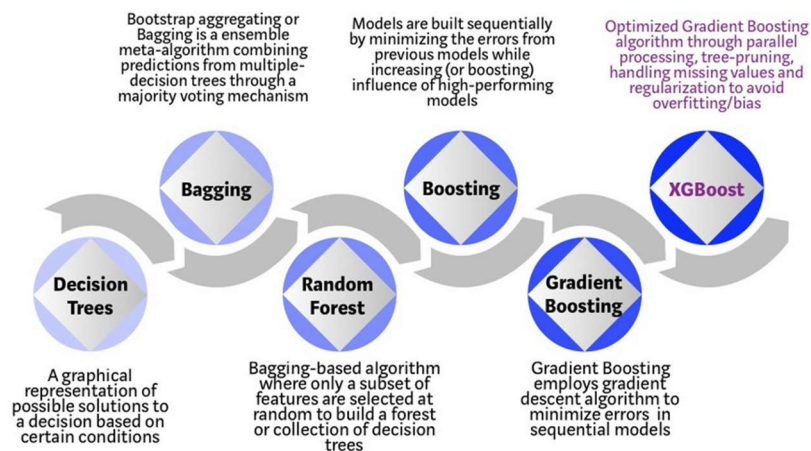 Bootstrap aggregating or
Bagging is a ensemble
meta-algorithm combining
predictions from multiple-
decision trees through a
majority voting mechanism
Models are built sequentially
by minimizing the errors from
previous models while
increasing (or boosting)
influence of high-performing
models
Optimized Gradient Boosting
algorithm through parallel
processing, tree-pruning,
handling missing values and
regularization to avoid
overfitting/bias
Bagging
Boosting
XGBoost
Decision
Trees
Random
Forest
Gradient
Boosting
A graphical
representation of
possible solutions to
a decision based on
certain conditions
Bagging-based algorithm
where only a subset of
features are selected at
random to build a forest
or collection of decision
trees
Gradient Boosting
employs gradient
descent algorithm to
minimize errors in
sequential models